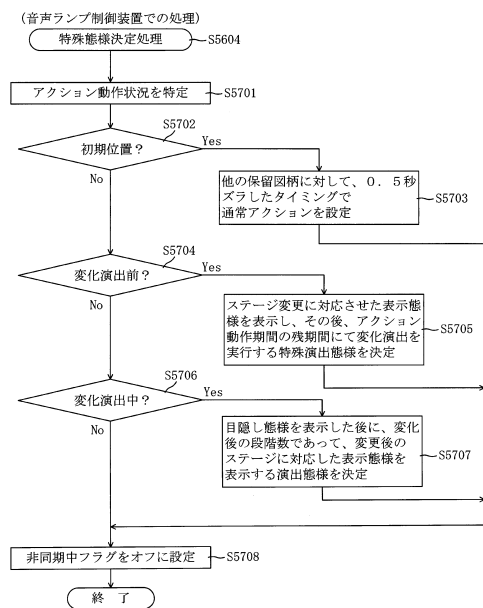 (音声ランプ制御装置での処理)
特殊態様決定処理
S5604
アクション動作状況を特定
S5701
S5702
初期位置?
Yes
No
他の保留図柄に対して、0.5秒
ズラしたタイミングで
通常アクションを設定
S5703
S5704
変化演出前?
Yes
No
ステージ変更に対応させた表示態
様を表示し、その後、アクション
動作期間の残期間にて変化演出を
実行する特殊演出態様を決定
S5705
S5706
変化演出中?
Yes
No
目隠し態様を表示した後に、変化
後の段階数であって、変更後の
ステージに対応した表示態様を
表示する演出態様を決定
S5707
非同期中フラグをオフに設定
S5708
終了